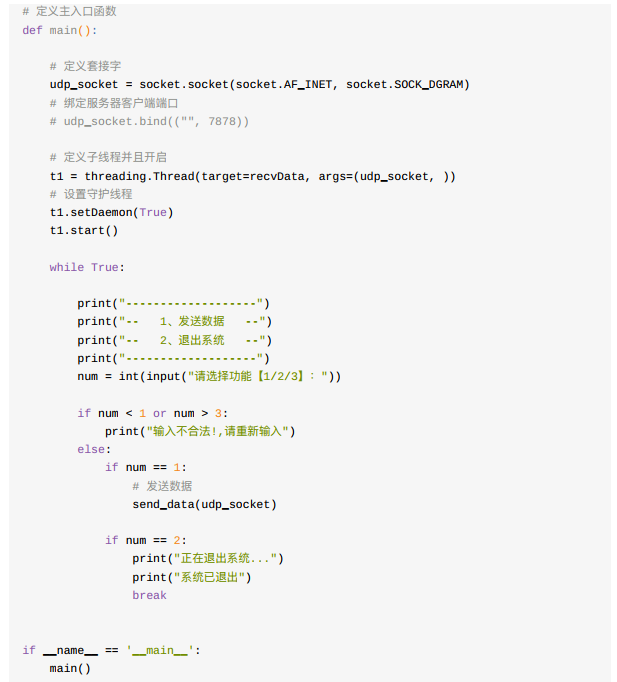 # 定义主入口函数
def main():
# 定义套接字
udp_socket = socket.socket(socket.AF_INET, socket.SOCK_DGRAM)
# 绑定服务器客户端端口
# udp_socket.bind(("", 7878))
# 定义子线程并且开启
t1 = threading.Thread(target=recvData, args=(udp_socket, ))
# 设置守护线程
t1.setDaemon(True)
t1.start()
while True:
print("-------------------")
print("--   1、发送数据   --")
print("--   2、退出系统   --")
print("-------------------")
num = int(input("请选择功能【1/2/3】："))
if num < 1 or num > 3:
print("输入不合法!,请重新输入")
else:
if num == 1:
# 发送数据
send_data(udp_socket)
if num == 2:
print("正在退出系统...")
print("系统已退出")
break
if __name__ == '__main__':
main()